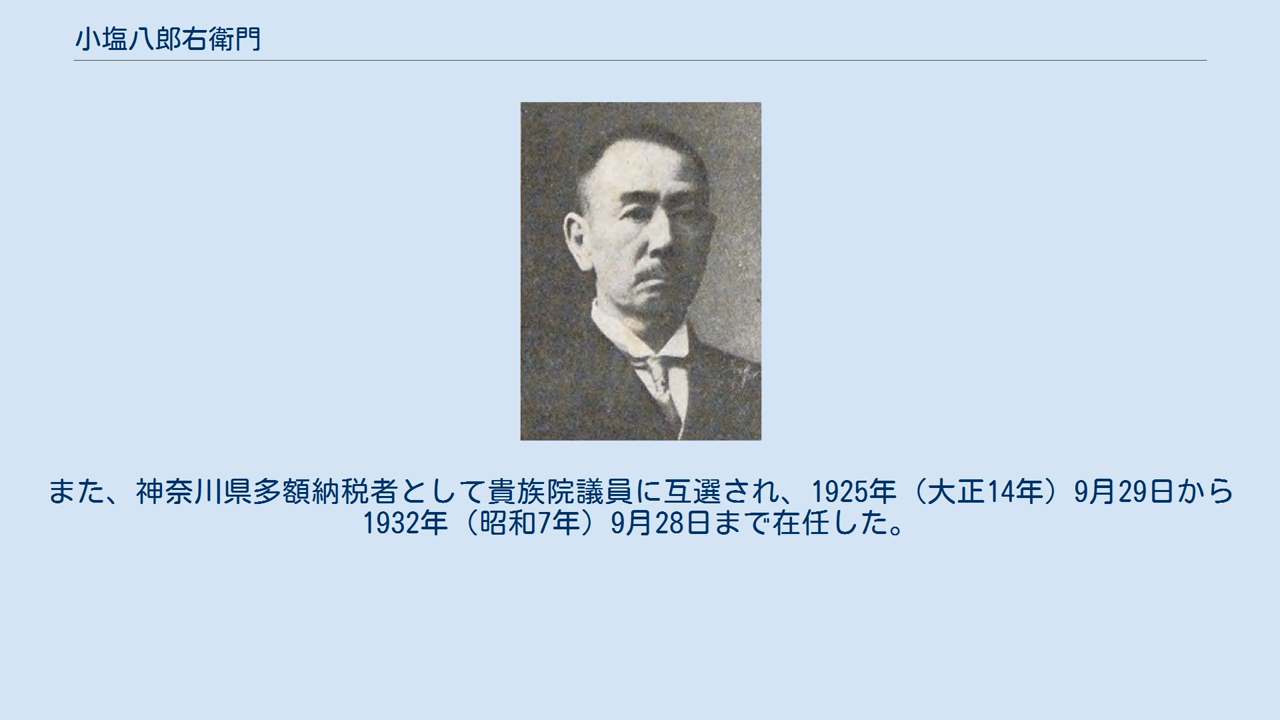 小塩八郎右衛門
また、神奈川県多額納税者として貴族院議員に互選され、1925年（大正14年）9月29日から
1932年（昭和7年）9月28日まで在任した。